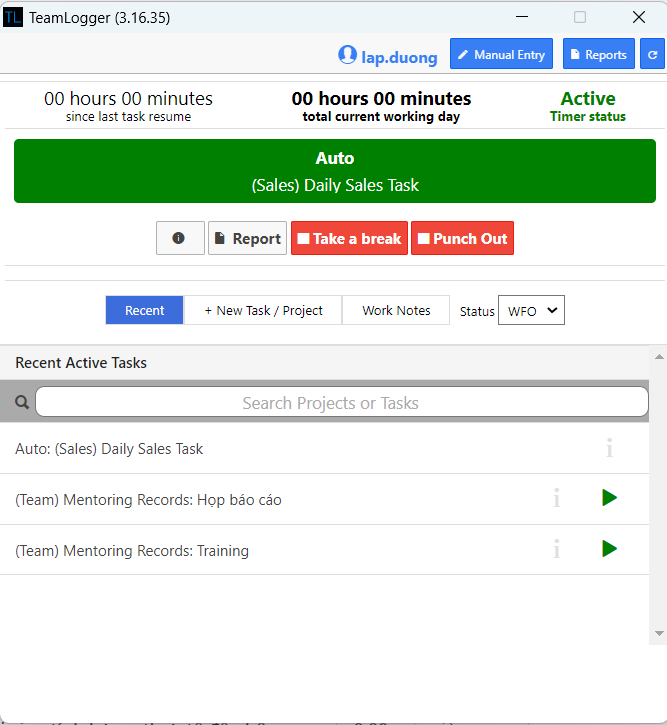 TL TeamLogger (3.16.35)
lap.duong Manual Entry Reports
00 hours 00 minutes 00 hours 00 minutes Active
since last task resume total current working day Timer status
Auto
(Sales) Daily Sales Task
Report Take a break Punch Out
Recent + New Task / Project Work Notes Status WFO
Recent Active Tasks
Search Projects or Tasks
Auto: (Sales) Daily Sales Task
(Team) Mentoring Records: Họp báo cáo
(Team) Mentoring Records: Training